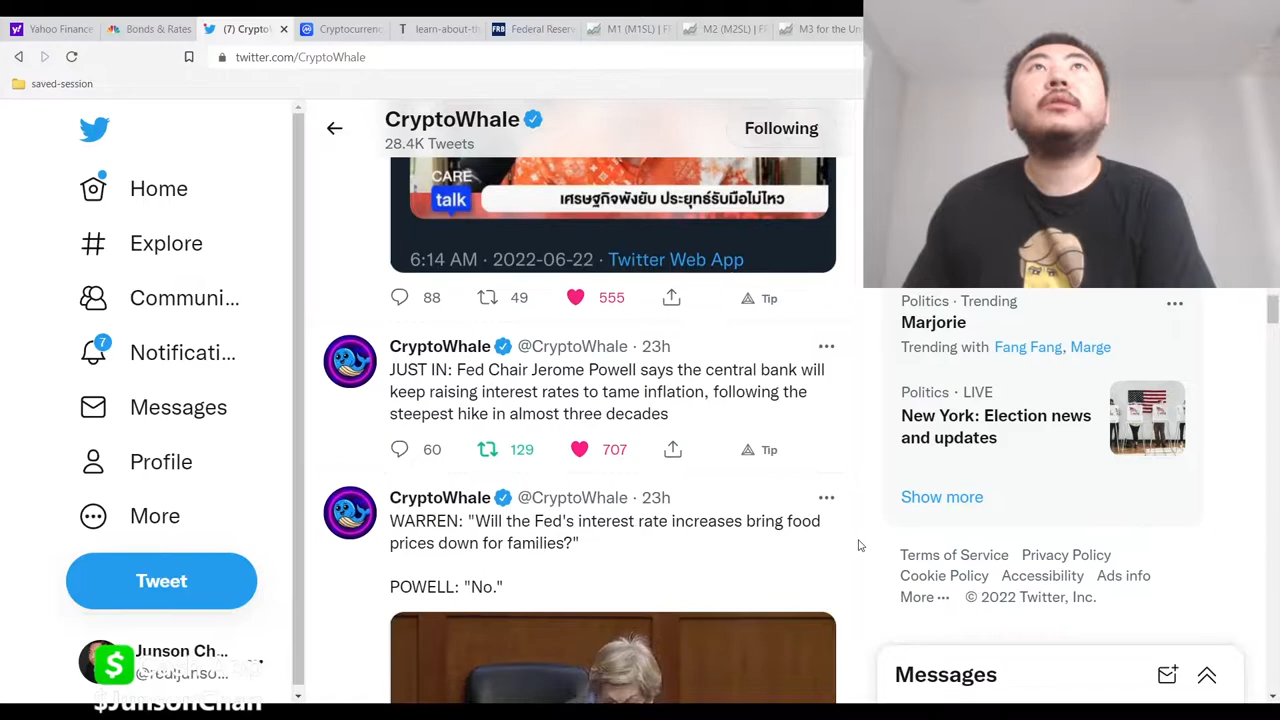 Yahoo Finance
Bonds & Rates
(7) Crypto
Cryptocurren
learn-about-th
FRB
Federal Reser
M1 (M1SL) | F
M2 (M2SL) | F
M3 for the Un
twitter.com/CryptoWhale
saved-session
CryptoWhale
28.4K Tweets
Following
Home
Explore
Communi...
7
Notificati...
Messages
Profile
More
Tweet
Junson Ch...
$
$JunsonChan
CARE
talk
เศรษฐกิจพังยับ ประยุทธ์รับมือไม่ไหว
6:14 AM · 2022-06-22 · Twitter Web App
88 49 555 Tip
CryptoWhale @CryptoWhale · 23h
JUST IN: Fed Chair Jerome Powell says the central bank will
keep raising interest rates to tame inflation, following the
steepest hike in almost three decades
60 129 707 Tip
CryptoWhale @CryptoWhale · 23h
WARREN: "Will the Fed's interest rate increases bring food
prices down for families?"
POWELL: "No."
Politics · Trending
Marjorie
Trending with Fang Fang, Marge
Politics · LIVE
New York: Election news
and updates
Show more
Terms of Service Privacy Policy
Cookie Policy Accessibility Ads info
More ··· © 2022 Twitter, Inc.
Messages